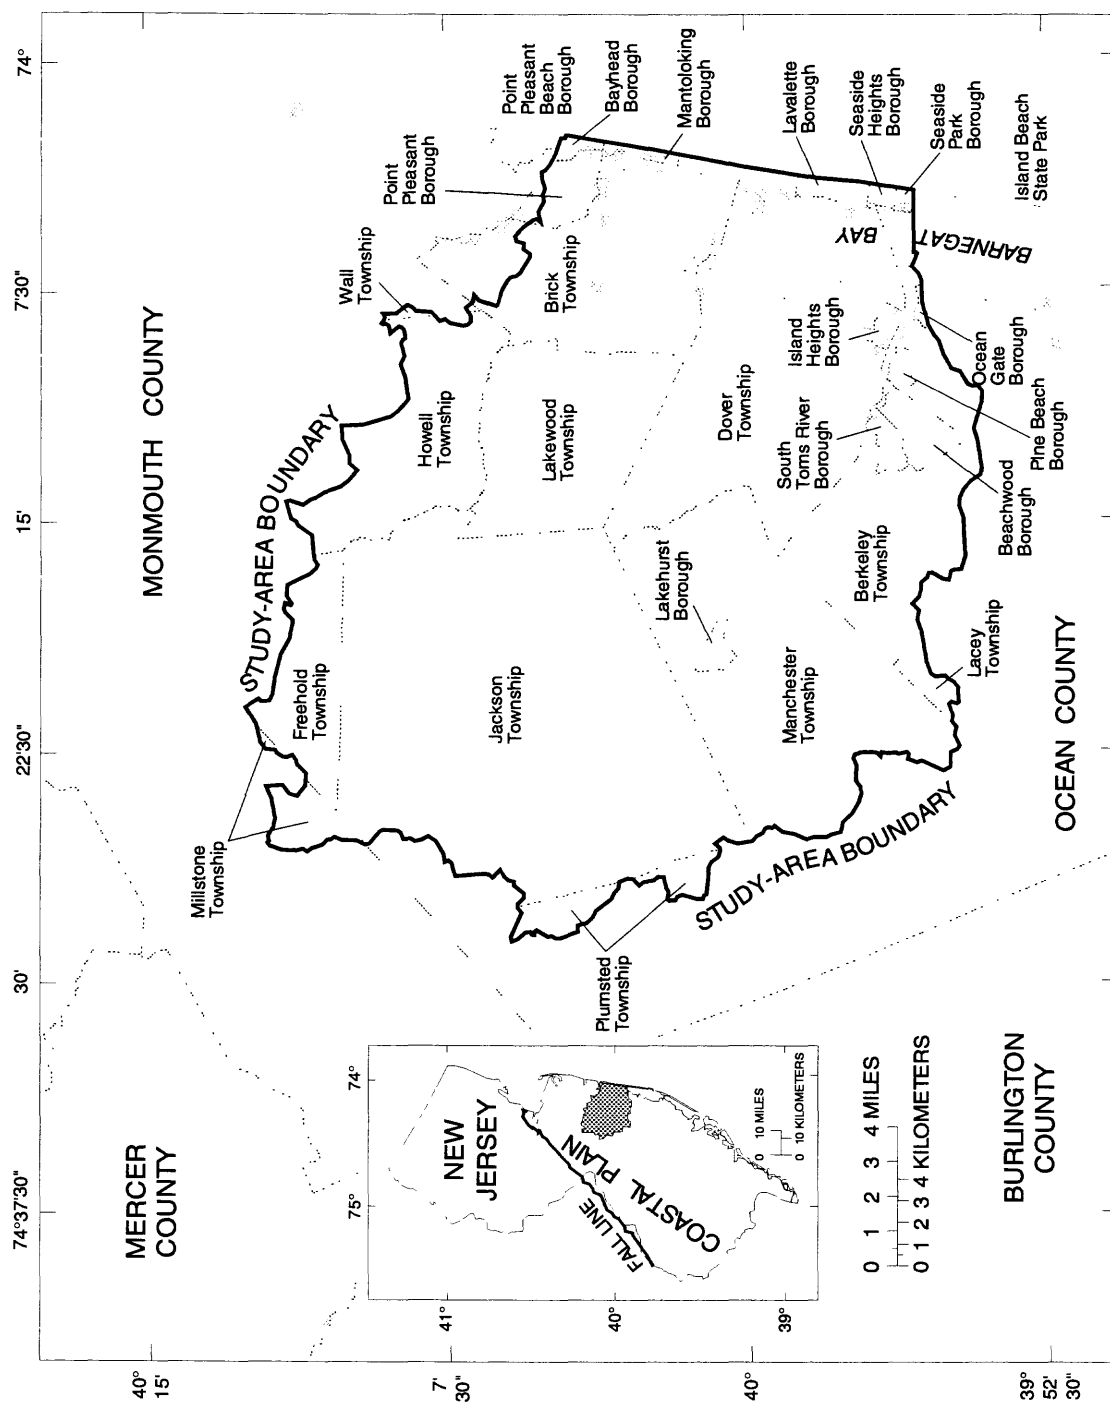 74°37'30"
30'
22'30"
15'
7'30"
74°
40°
15'
7'
30"
40°
39°
52'
30"
MERCER
COUNTY
MONMOUTH COUNTY
BURLINGTON
COUNTY
OCEAN COUNTY
STUDY-AREA BOUNDARY
STUDY-AREA BOUNDARY
Millstone
Township
Freehold
Township
Wall
Township
Howell
Township
Point
Pleasant
Borough
Point
Pleasant
Beach
Borough
Bayhead
Borough
Mantoloking
Borough
Lavalette
Borough
Seaside
Heights
Borough
Seaside
Park
Borough
Island Beach
State Park
BARNEGAT
BAY
Brick
Township
Lakewood
Township
Jackson
Township
Plumsted
Township
Dover
Township
Island
Heights
Borough
South
Toms River
Borough
Ocean
Gate
Borough
PIne Beach
Borough
Beachwood
Borough
Berkeley
Township
Lakehurst
Borough
Manchester
Township
Lacey
Township
75°
74°
41°
40°
39°
NEW
JERSEY
FALL LINE
COASTAL PLAIN
0 10 MILES
0 10 KILOMETERS
0 1 2 3 4 MILES
0 1 2 3 4 KILOMETERS